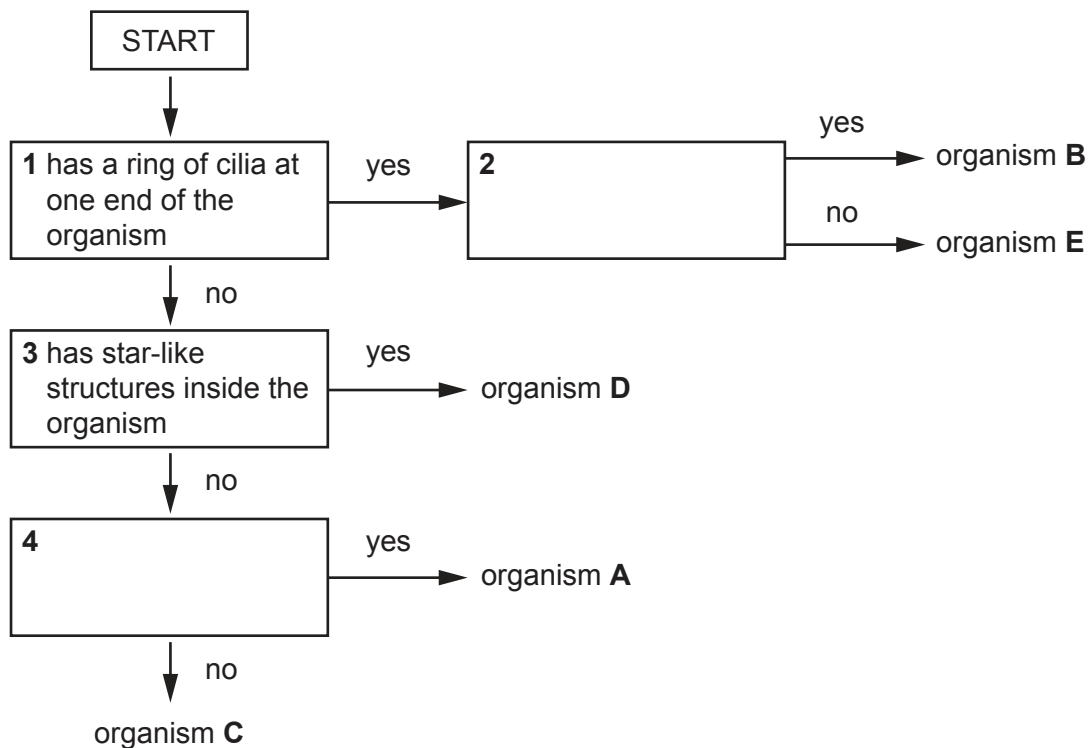 START
1 has a ring of cilia at
one end of the
organism
yes
2
yes
organism B
no
organism E
no
3 has star-like
structures inside the
organism
yes
organism D
no
4
yes
organism A
no
organism C